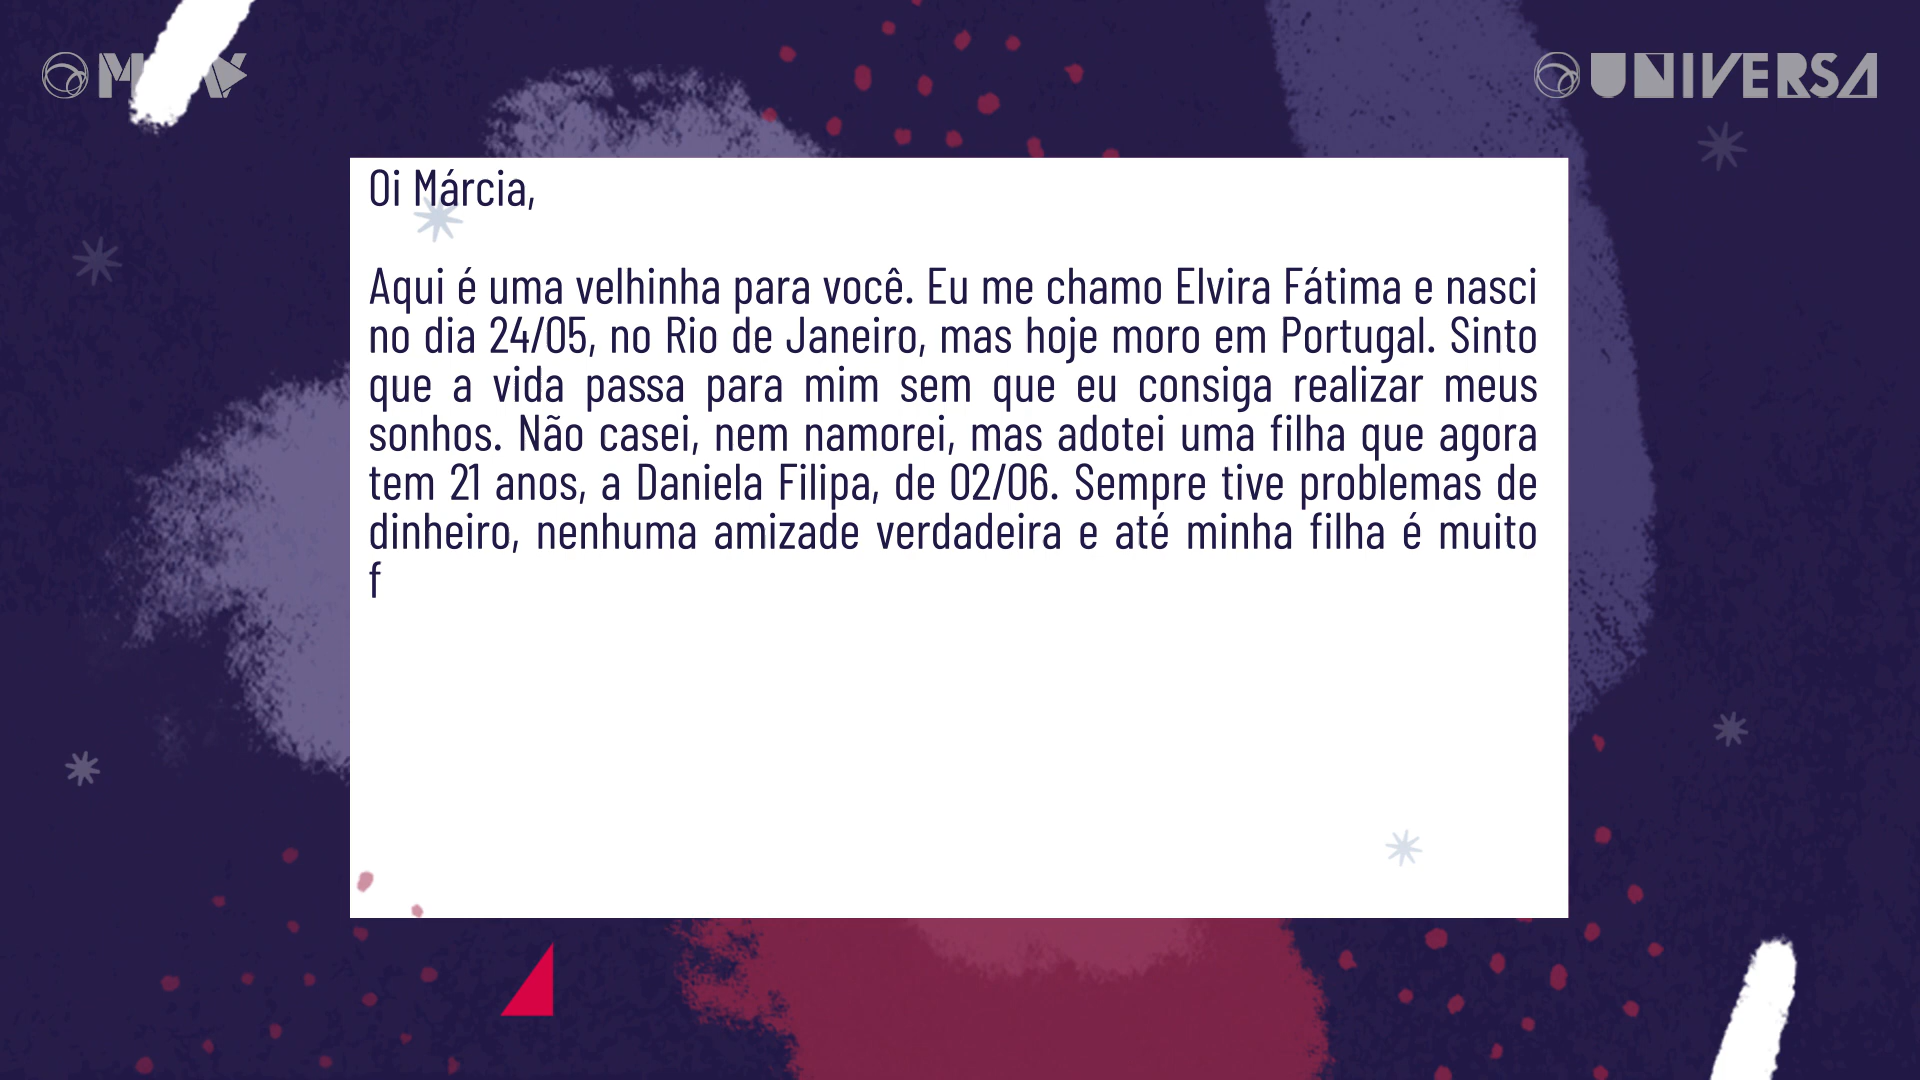 UNIVERSA
Oi Márcia,
Aqui é uma velhinha para você. Eu me chamo Elvira Fátima e nasci
no dia 24/05, no Rio de Janeiro, mas hoje moro em Portugal. Sinto
que a vida passa para mim sem que eu consiga realizar meus
sonhos. Não casei, nem namorei, mas adotei uma filha que agora
tem 21 anos, a Daniela Filipa, de 02/06. Sempre tive problemas de
dinheiro, nenhuma amizade verdadeira e até minha filha é muito
f